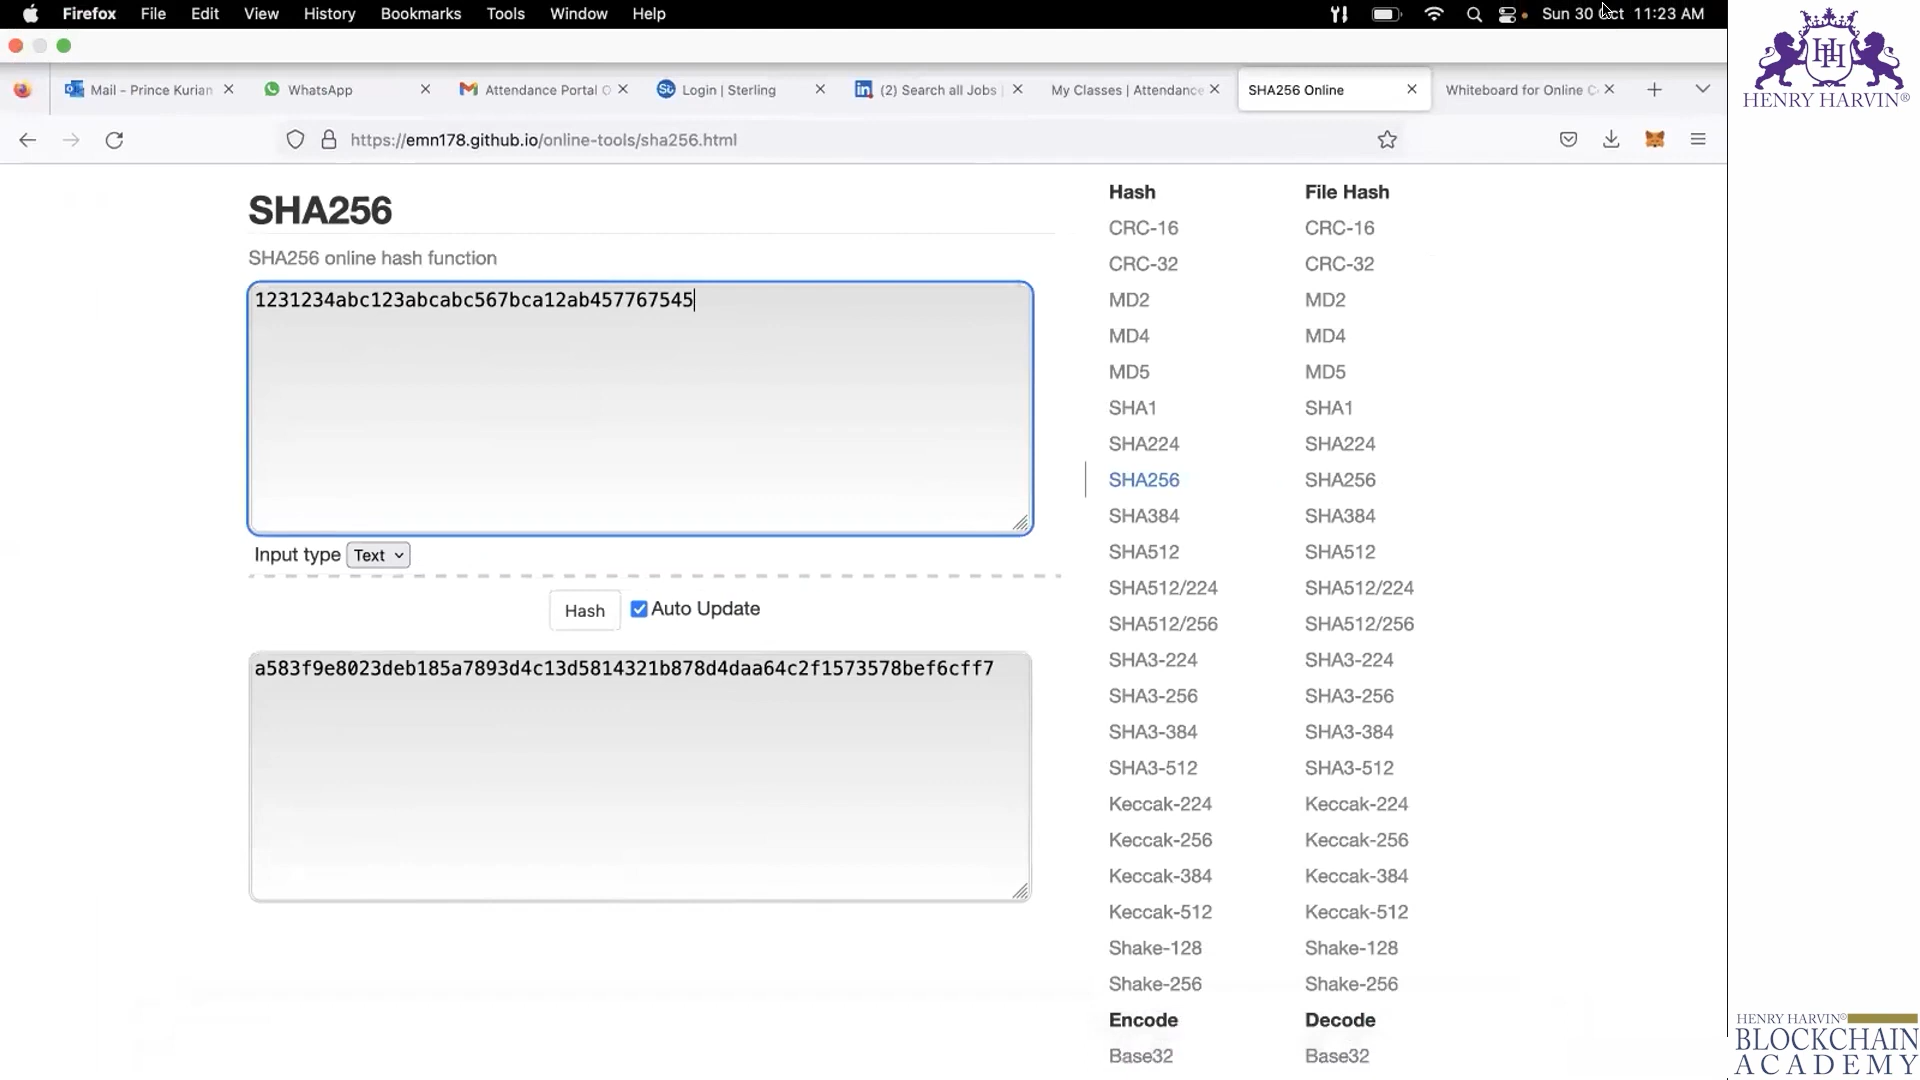 Firefox File Edit View History Bookmarks Tools Window Help Sun 30 Oct 11:23 AM
HENRY HARVIN®
Mail - Prince Kurian WhatsApp Attendance Portal Login | Sterling (2) Search all Jobs | My Classes | Attendance SHA256 Online Whiteboard for Online
https://emn178.github.io/online-tools/sha256.html
SHA256
SHA256 online hash function
1231234abc123abcabc567bca12ab457767545
Input type Text
Hash Auto Update
a583f9e8023deb185a7893d4c13d5814321b878d4daa64c2f1573578bef6cff7
Hash File Hash
CRC-16 CRC-16
CRC-32 CRC-32
MD2 MD2
MD4 MD4
MD5 MD5
SHA1 SHA1
SHA224 SHA224
SHA256 SHA256
SHA384 SHA384
SHA512 SHA512
SHA512/224 SHA512/224
SHA512/256 SHA512/256
SHA3-224 SHA3-224
SHA3-256 SHA3-256
SHA3-384 SHA3-384
SHA3-512 SHA3-512
Keccak-224 Keccak-224
Keccak-256 Keccak-256
Keccak-384 Keccak-384
Keccak-512 Keccak-512
Shake-128 Shake-128
Shake-256 Shake-256
Encode Decode
Base32 Base32
HENRY HARVIN®
BLOCKCHAIN
ACADEMY